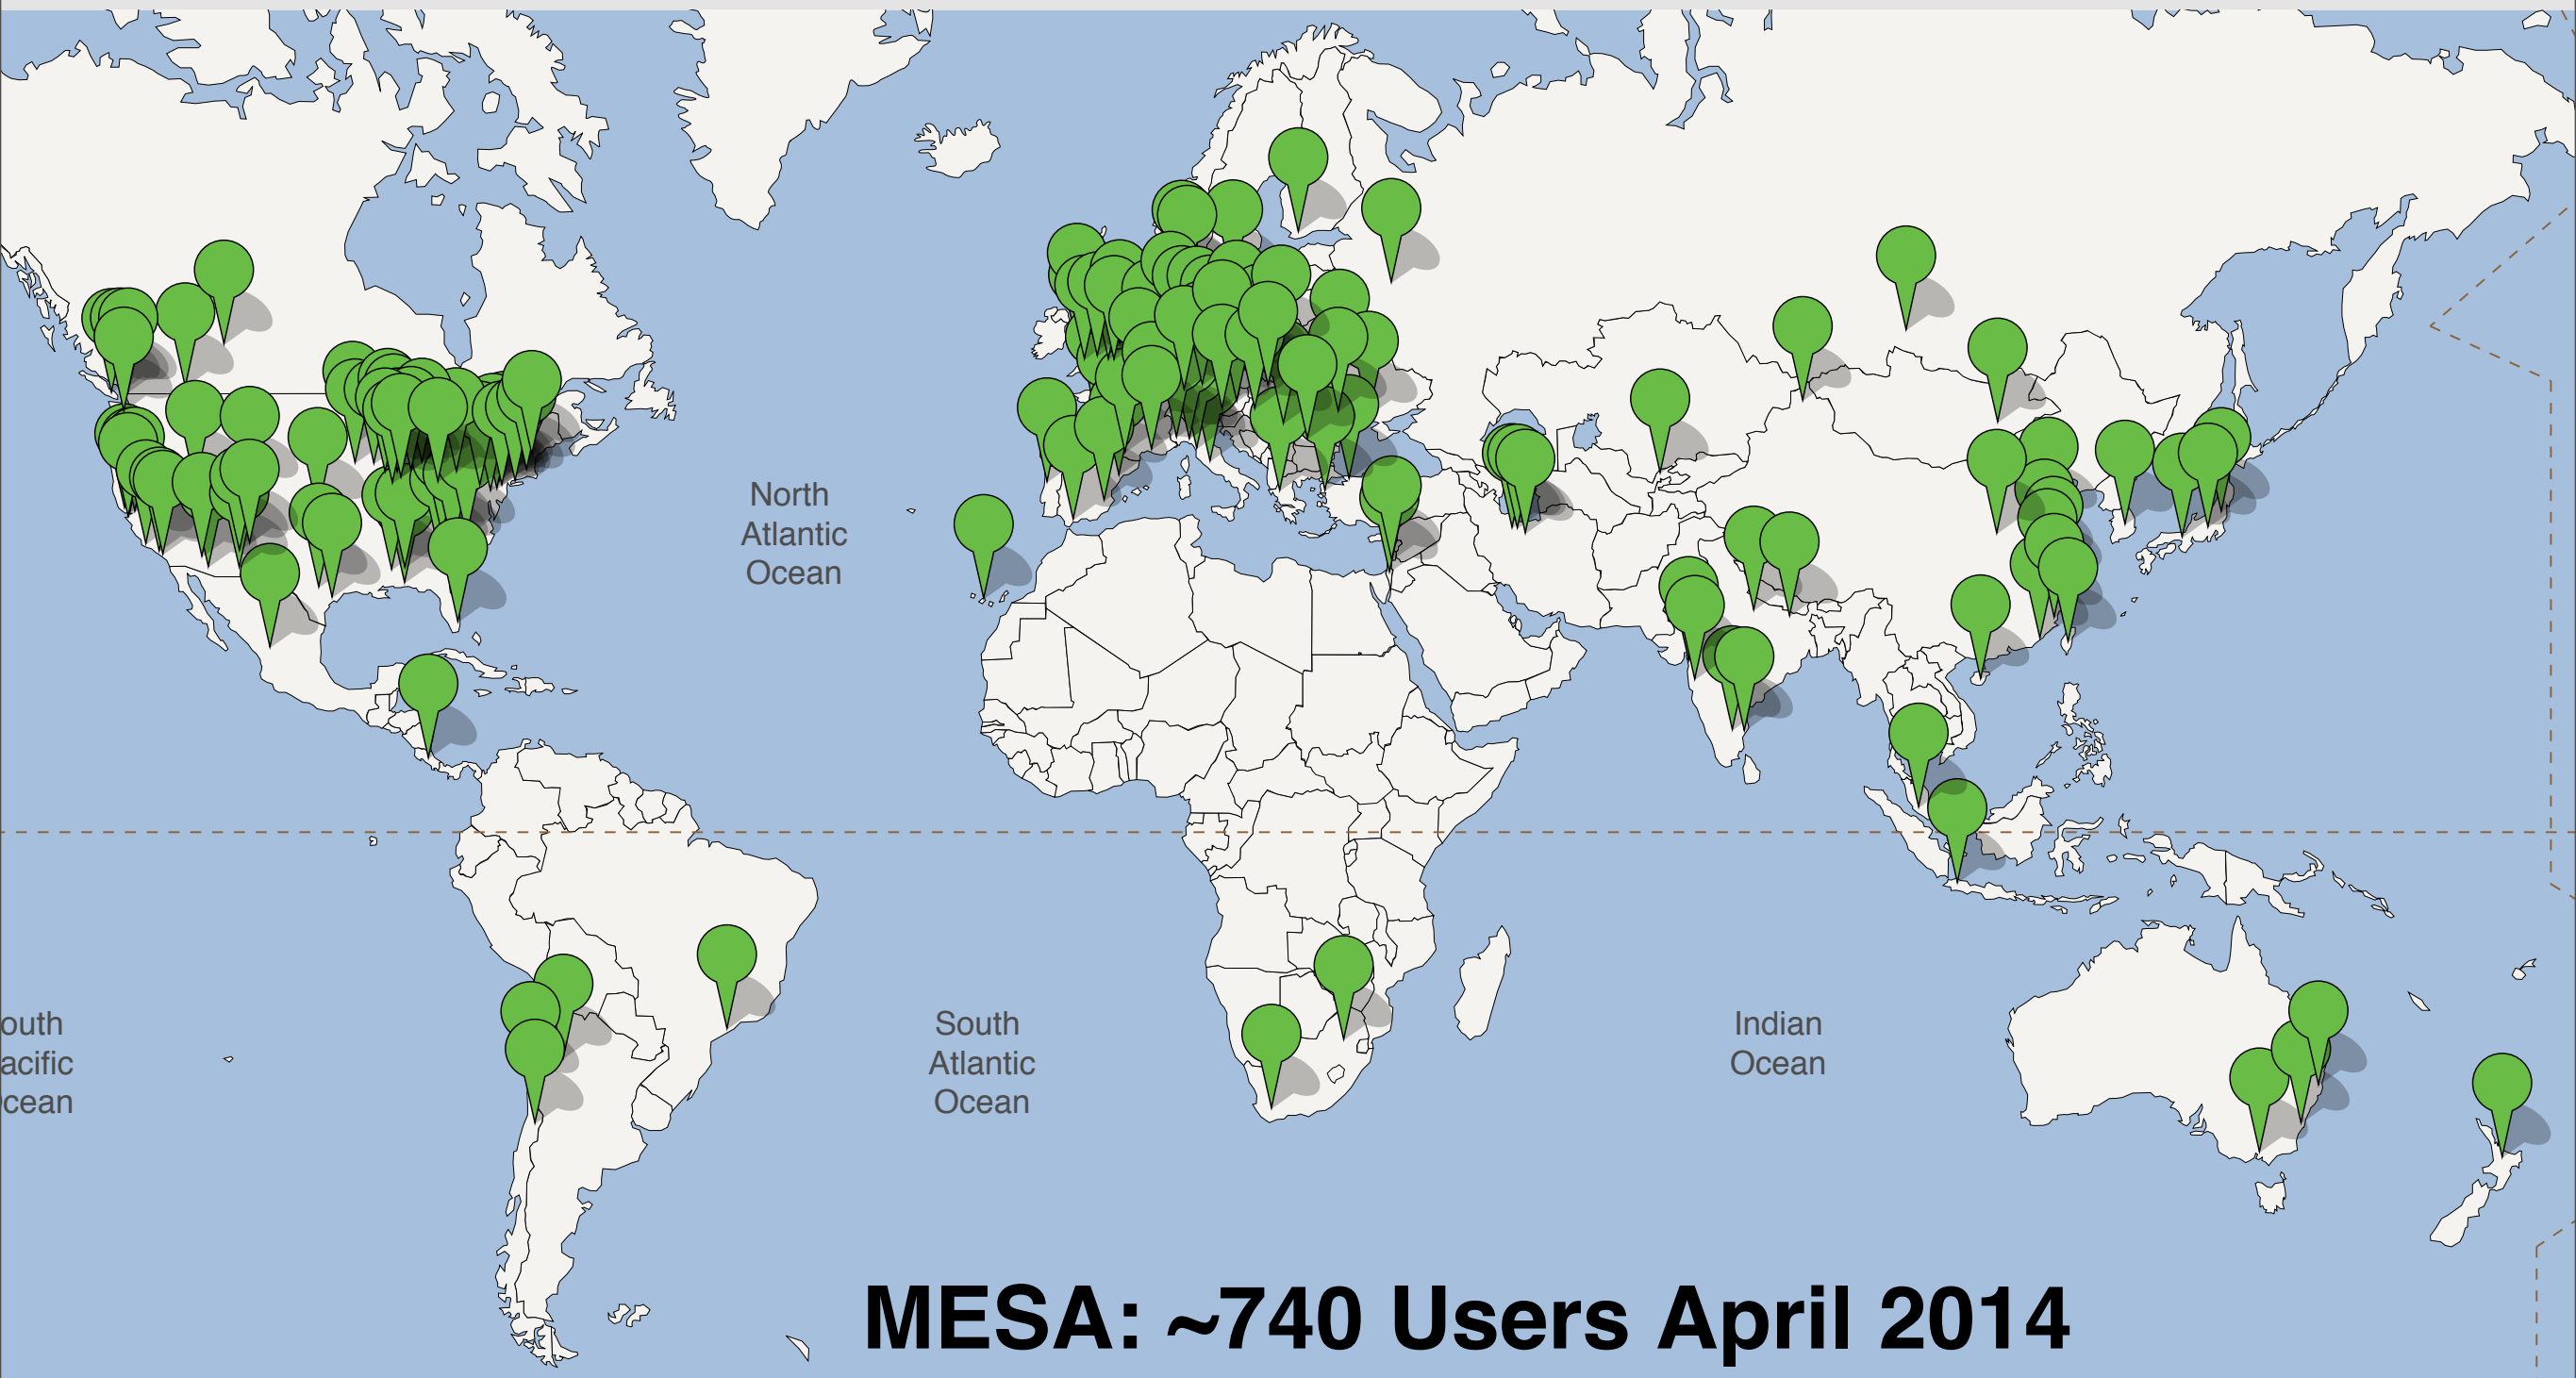 North
Atlantic
Ocean
outh
acific
cean
South
Atlantic
Ocean
Indian
Ocean
MESA: ~740 Users April 2014